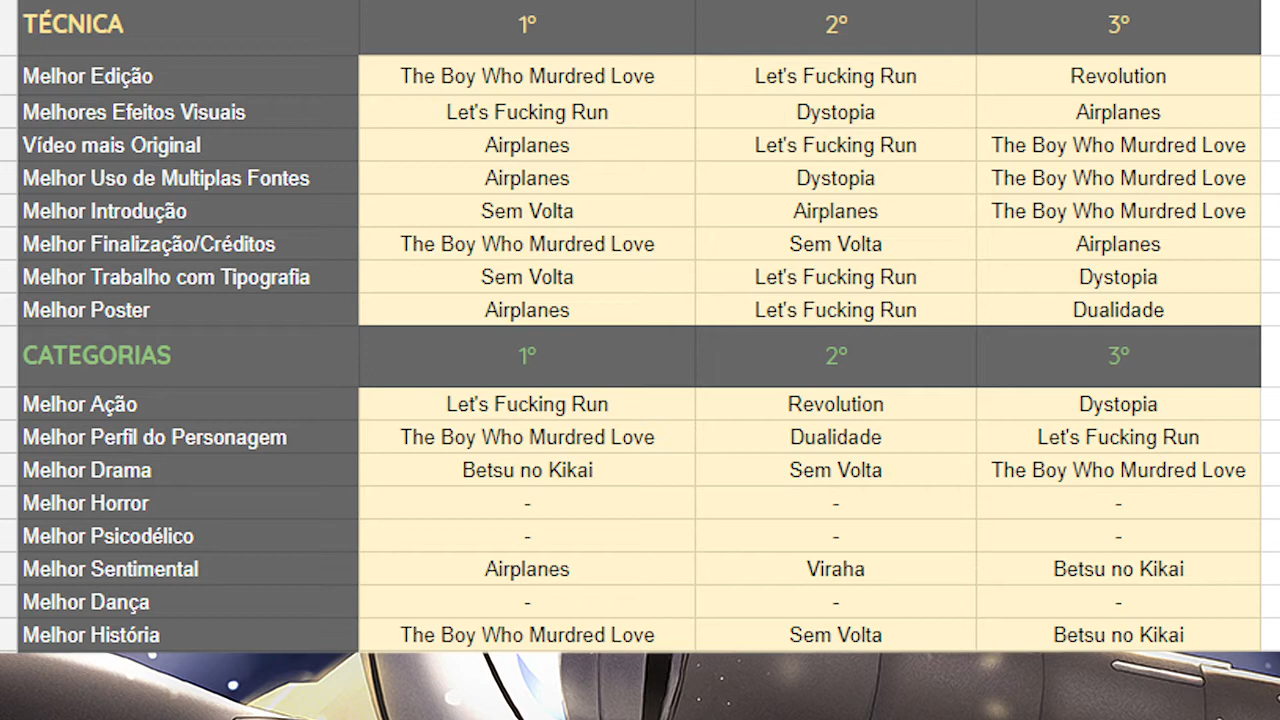 TÉCNICA 1º 2º 3º
Melhor Edição The Boy Who Murdred Love Let's Fucking Run Revolution
Melhores Efeitos Visuais Let's Fucking Run Dystopia Airplanes
Vídeo mais Original Airplanes Let's Fucking Run The Boy Who Murdred Love
Melhor Uso de Multiplas Fontes Airplanes Dystopia The Boy Who Murdred Love
Melhor Introdução Sem Volta Airplanes The Boy Who Murdred Love
Melhor Finalização/Créditos The Boy Who Murdred Love Sem Volta Airplanes
Melhor Trabalho com Tipografia Sem Volta Let's Fucking Run Dystopia
Melhor Poster Airplanes Let's Fucking Run Dualidade
CATEGORIAS 1º 2º 3º
Melhor Ação Let's Fucking Run Revolution Dystopia
Melhor Perfil do Personagem The Boy Who Murdred Love Dualidade Let's Fucking Run
Melhor Drama Betsu no Kikai Sem Volta The Boy Who Murdred Love
Melhor Horror - - -
Melhor Psicodélico - - -
Melhor Sentimental Airplanes Viraha Betsu no Kikai
Melhor Dança - - -
Melhor História The Boy Who Murdred Love Sem Volta Betsu no Kikai